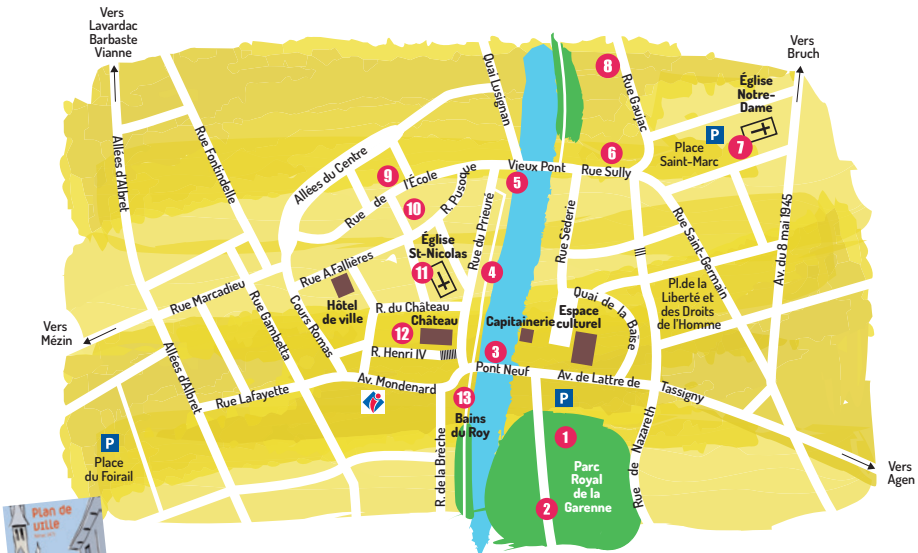 Vers
Lavardac
Barbaste
Vianne
Vers
Bruch
Quai Lusignan
8
Rue Gaujac
Église
Notre-
Dame
P
7
Place
Saint-Marc
Allées d'Albret
Rue Fontindelle
Allées du Centre
9
Rue de l'École
10
R. Pusoque
Vieux Pont
5
6
Rue Sully
Rue du Prieuré
Rue Séderie
Rue Saint-Germain
Av. du 8 mai 1945
Église
St-Nicolas
11
4
Rue A.Fallières
Hôtel
de ville
Rue Marcadieu
Rue Gambetta
Cours Romas
R. du Château
Château
12
R. Henri IV
Capitainerie
Espace
culturel
Quai de la Baïse
Pl.de la
Liberté et
des Droits
de l'Homme
Vers
Mézin
3
Pont Neuf
Av. de Lattre de Tassigny
Allées d'Albret
Rue Lafayette
Av. Mondenard
13
Bains
du Roy
P
R. de la Brèche
1
Parc
Royal
de la
Garenne
2
Rue de Nazareth
P
Place
du Foirail
Vers
Agen
Plan de
ville